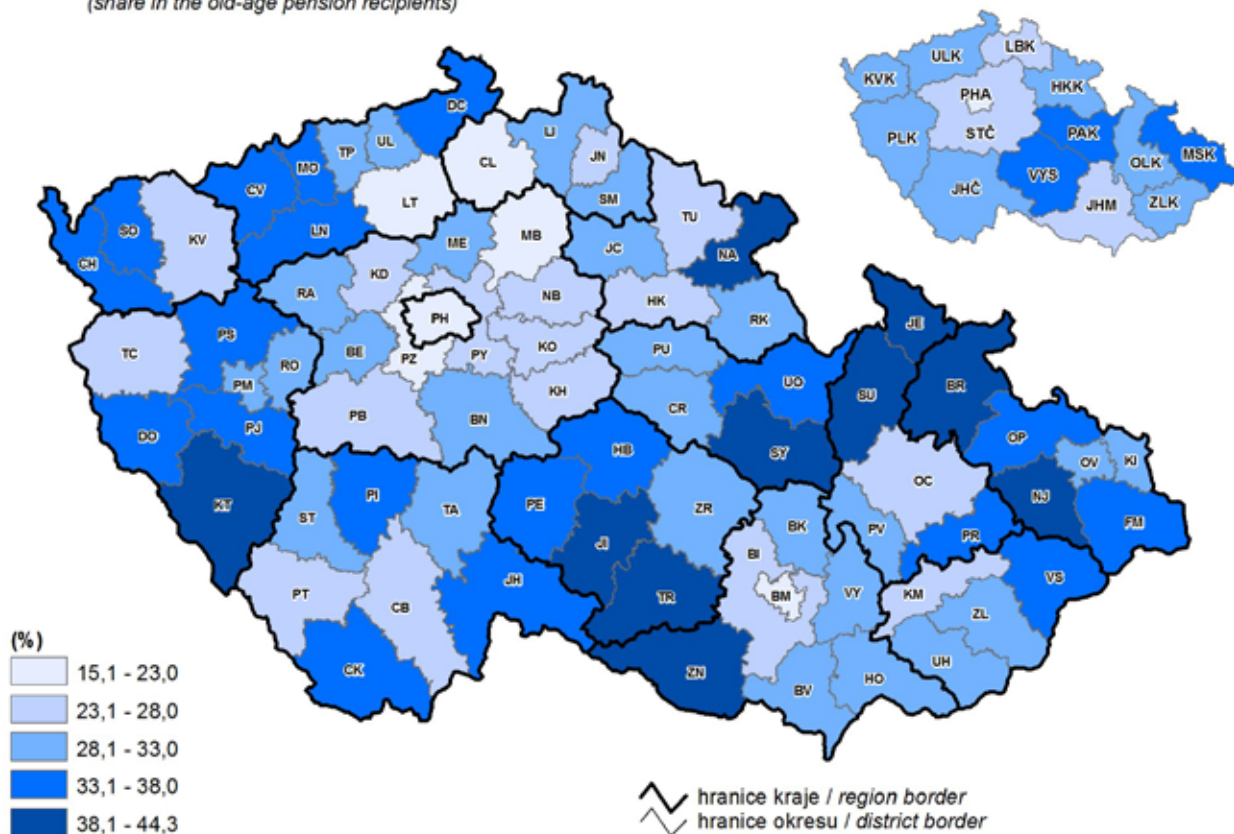 (share in the old-age pension recipients)
ULK
LBK
KVK
HKK
PHA
STČ
PLK
PAK
MSK
OLK
VYS
JHČ
JHM
ZLK
DC
LI
UL
TP
JN
MO
CL
CV
SM
LT
TU
SO
KV
LN
MB
ME
JC
NA
CH
KD
RA
NB
HK
PH
RK
JE
PS
TC
KO
BE
PZ
PY
PU
RO
PM
UO
BR
KH
SU
PB
BN
CR
DO
PJ
OP
HB
SY
OV
KI
OC
KT
PI
TA
PE
NJ
ST
ZR
FM
BK
PV
PR
JI
BI
JH
VS
PT
TR
BM
VY
KM
CB
ZL
CK
ZN
UH
BV
HO
(%)
15,1 - 23,0
23,1 - 28,0
28,1 - 33,0
33,1 - 38,0
38,1 - 44,3
hranice kraje / region border
hranice okresu / district border